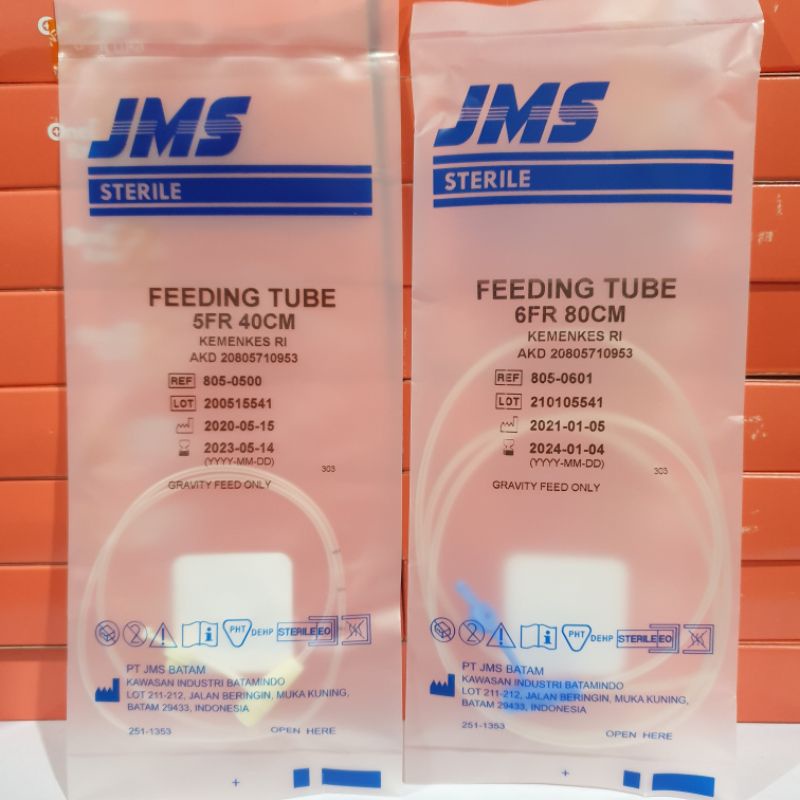 JMS
STERILE
FEEDING TUBE
5FR 40CM
KEMENKES RI
AKD 20805710953
REF 805-0500
LOT 200515541
2020-05-15
2023-05-14
(YYYY-MM-DD)
303
GRAVITY FEED ONLY
PHT DEHP STERILE EO
PT JMS BATAM
KAWASAN INDUSTRI BATAMINDO
LOT 211-212, JALAN BERINGIN, MUKA KUNING,
BATAM 29433, INDONESIA
251-1353
OPEN HERE
JMS
STERILE
FEEDING TUBE
6FR 80CM
KEMENKES RI
AKD 20805710953
REF 805-0601
LOT 210105541
2021-01-05
2024-01-04
(YYYY-MM-DD)
303
GRAVITY FEED ONLY
PHT DEHP STERILE EO
PT JMS BATAM
KAWASAN INDUSTRI BATAMINDO
LOT 211-212, JALAN BERINGIN, MUKA KUNING,
BATAM 29433, INDONESIA
251-1353
OPEN HERE